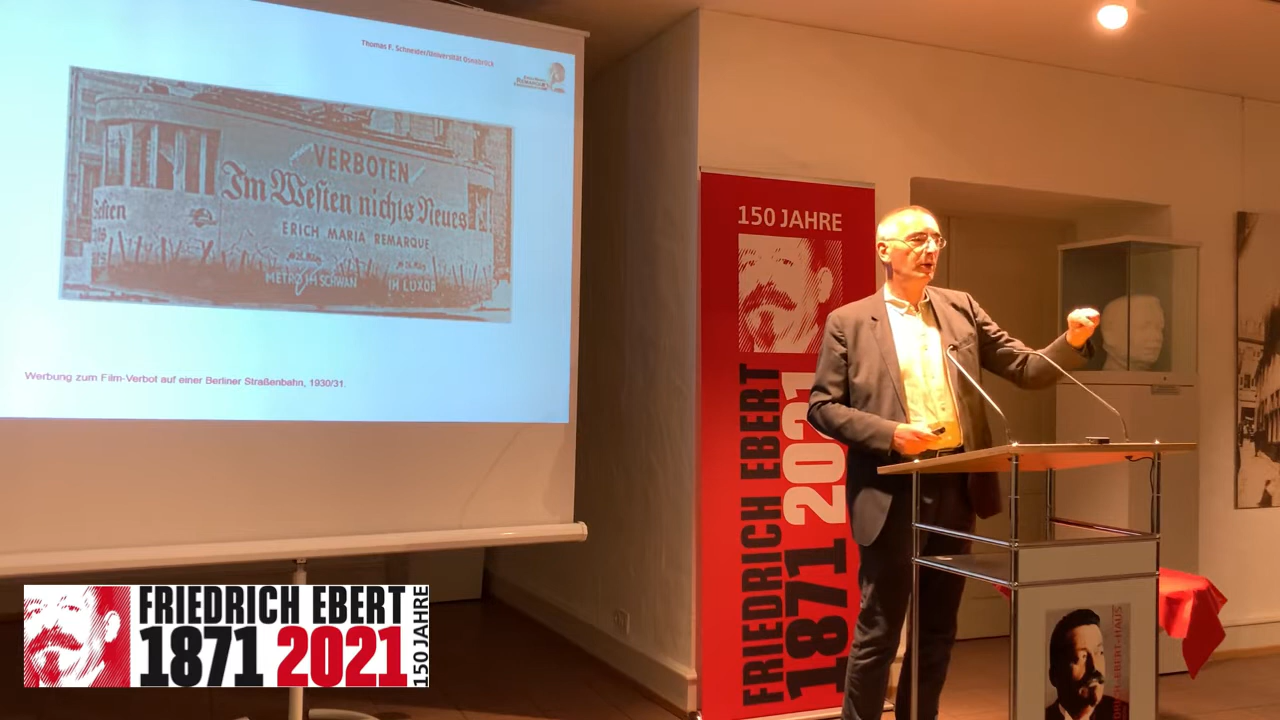 Thomas F. Schneider/Universität Osnabrück
VERBOTEN
Im Westen nichts Neues
ERICH MARIA REMARQUE
METRO IM SCHWAN
IM LUXOR
Werbung zum Film-Verbot auf einer Berliner Straßenbahn, 1930/31.
150 JAHRE
FRIEDRICH EBERT
1871 2021
FRIEDRICH EBERT
1871 2021
150 JAHRE